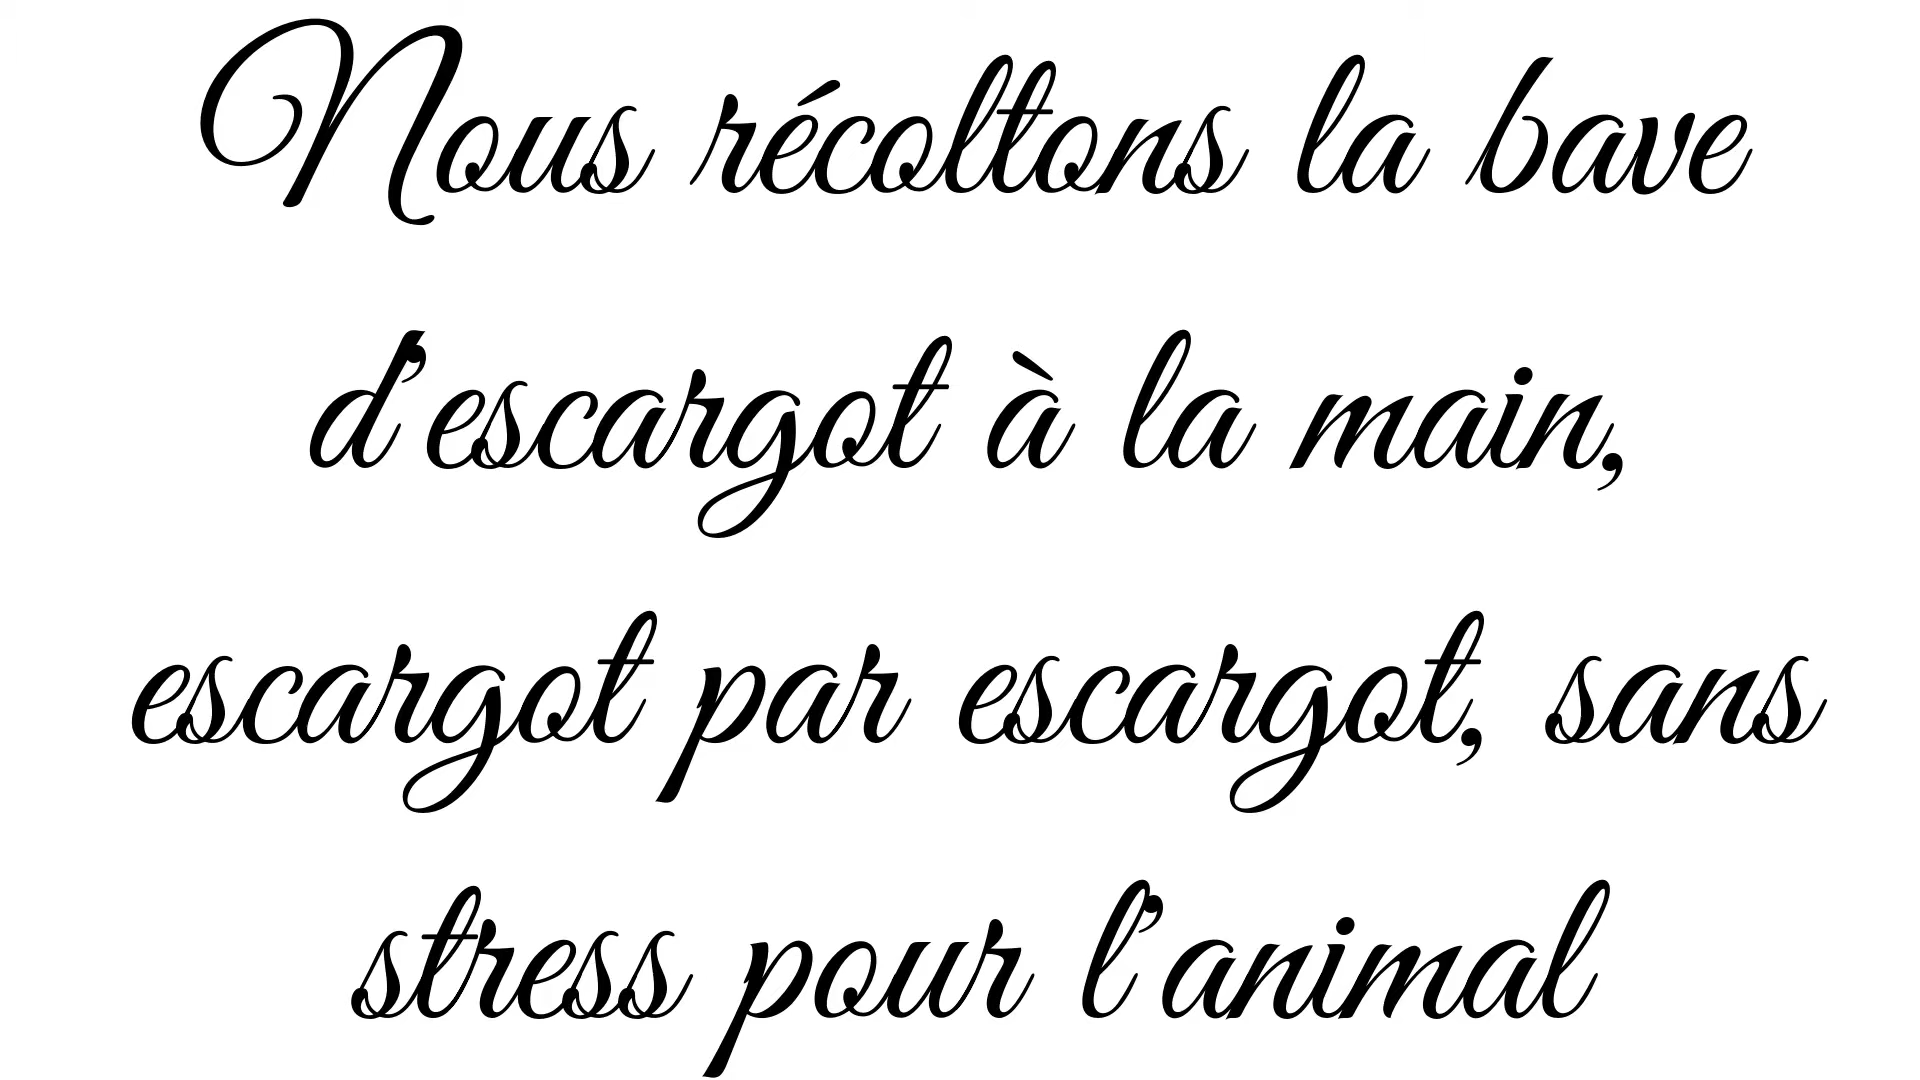 Nous récoltons la bave
d’escargot à la main,
escargot par escargot, sans
stress pour l’animal